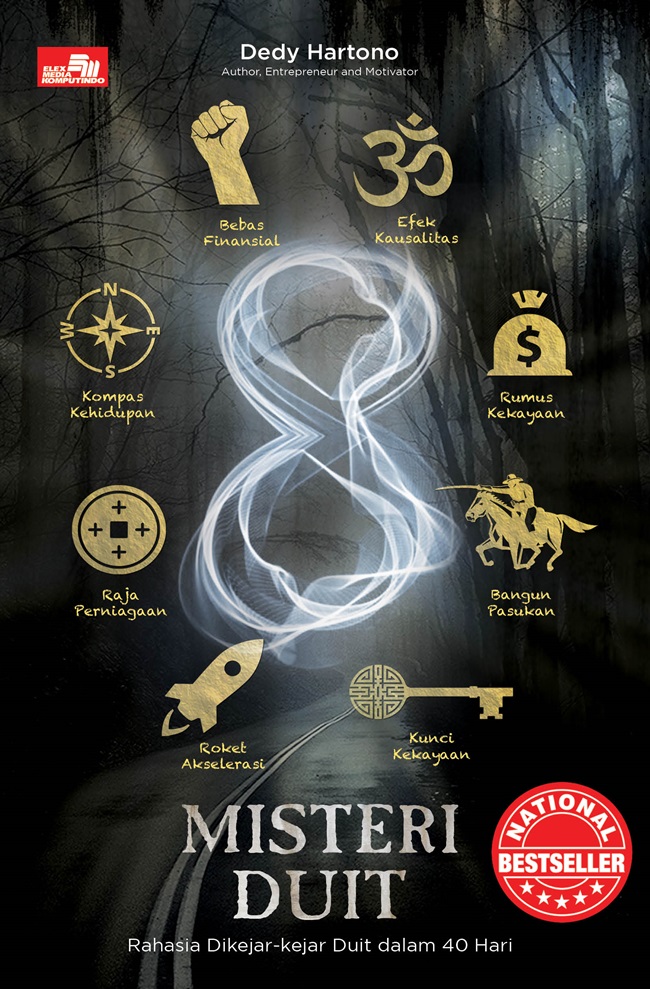 ELEX
MEDIA
KOMPUTINDO
Dedy Hartono
Author, Entrepreneur and Motivator
Bebas
Finansial
Efek
Kausalitas
N
W
E
S
Kompas
Kehidupan
$
Rumus
Kekayaan
8
Raja
Perniagaan
Bangun
Pasukan
Roket
Akselerasi
Kunci
Kekayaan
MISTERI
DUIT
NATIONAL
BESTSELLER
Rahasia Dikejar-kejar Duit dalam 40 Hari